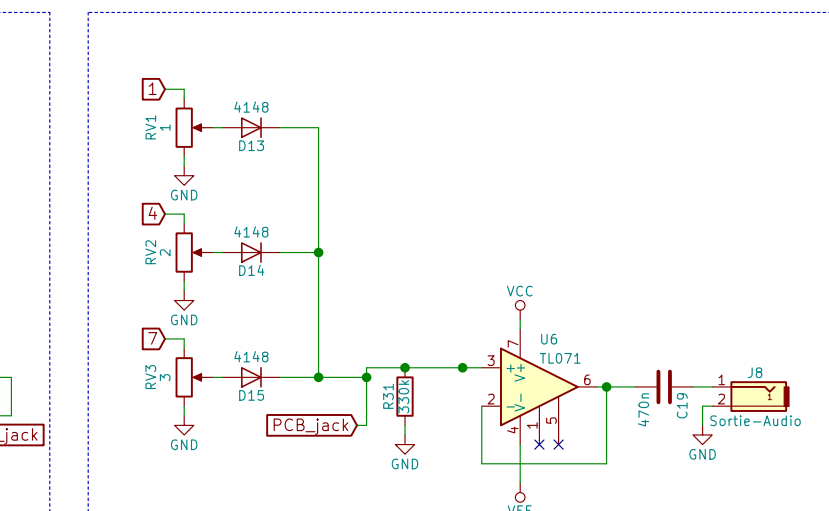 1
4148
RV1
1
D13
GND
4
4148
RV2
2
D14
GND
VCC
7
4148
7
U6
TL071
RV3
3
3
V+
6
J8
D15
R31
330k
2
V-
470n
C19
1
2
1
_jack
PCB_jack
4
1
5
Sortie-Audio
GND
GND
GND
VEE